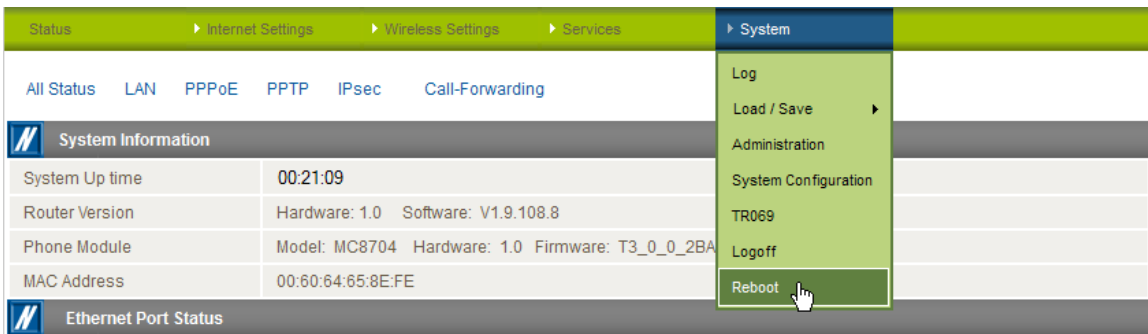 Status Internet Settings Wireless Settings Services System
All Status LAN PPPoE PPTP IPsec Call-Forwarding
Log
Load / Save
Administration
System Configuration
TR069
Logoff
Reboot
System Information
System Up time 00:21:09
Router Version Hardware: 1.0 Software: V1.9.108.8
Phone Module Model: MC8704 Hardware: 1.0 Firmware: T3_0_0_2BA
MAC Address 00:60:64:65:8E:FE
Ethernet Port Status